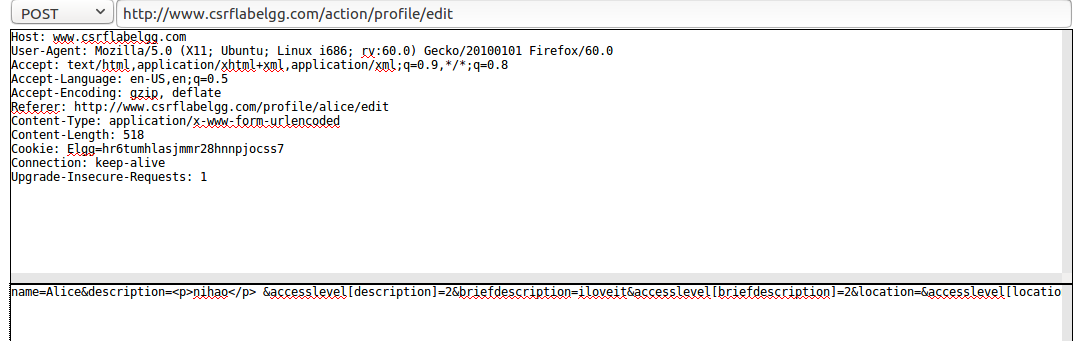 POST http://www.csrflabelgg.com/action/profile/edit
Host: www.csrflabelgg.com
User-Agent: Mozilla/5.0 (X11; Ubuntu; Linux i686; rv:60.0) Gecko/20100101 Firefox/60.0
Accept: text/html,application/xhtml+xml,application/xml;q=0.9,*/*;q=0.8
Accept-Language: en-US,en;q=0.5
Accept-Encoding: gzip, deflate
Referer: http://www.csrflabelgg.com/profile/alice/edit
Content-Type: application/x-www-form-urlencoded
Content-Length: 518
Cookie: Elgg=hr6tumhlasjmmr28hnnpjocss7
Connection: keep-alive
Upgrade-Insecure-Requests: 1
name=Alice&description=<p>nihao</p> &accesslevel[description]=2&briefdescription=iloveit&accesslevel[briefdescription]=2&location=&accesslevel[locatio